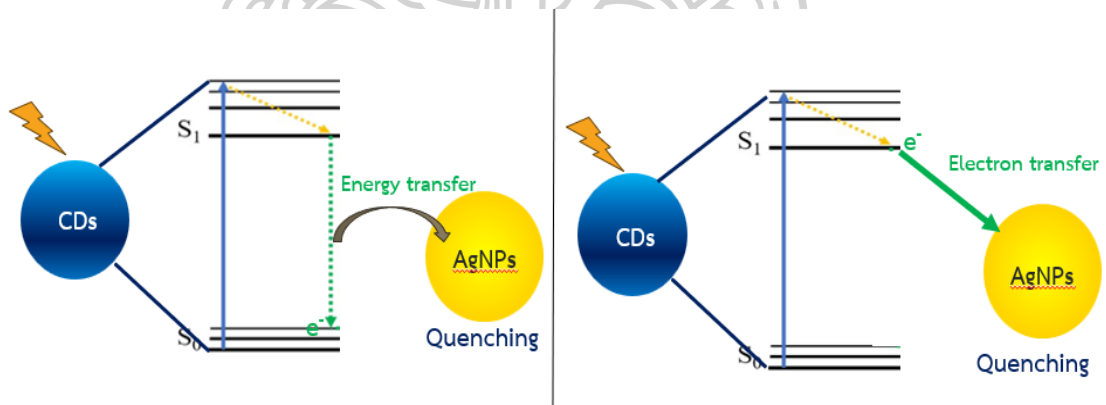 S₁
Energy transfer
CDs
AgNPs
e⁻
S₀
Quenching
S₁
e⁻
Electron transfer
CDs
AgNPs
S₀
Quenching